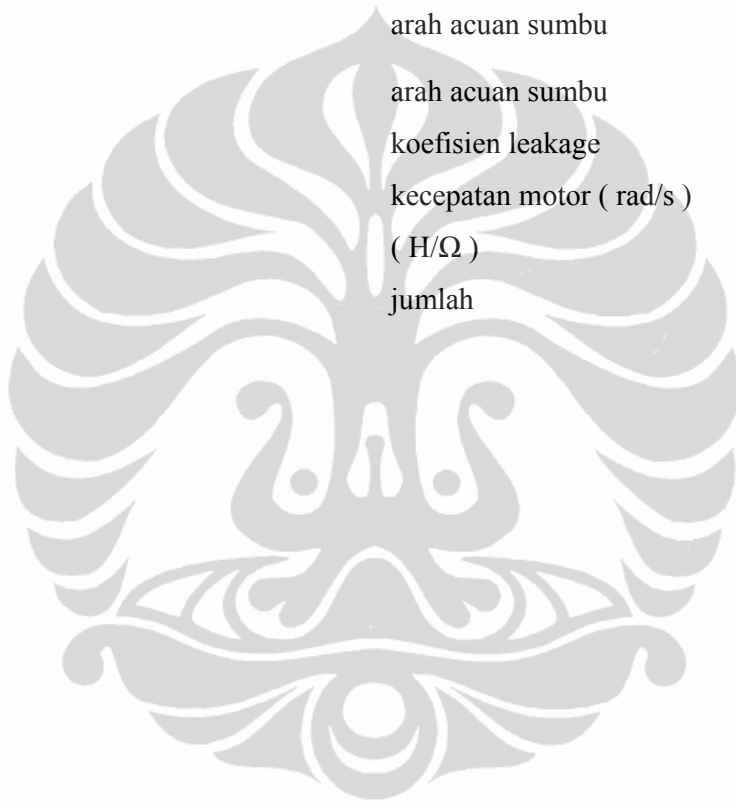 arah acuan sumbu
arah acuan sumbu
koefisien leakage
kecepatan motor ( rad/s )
( H/Ω )
jumlah